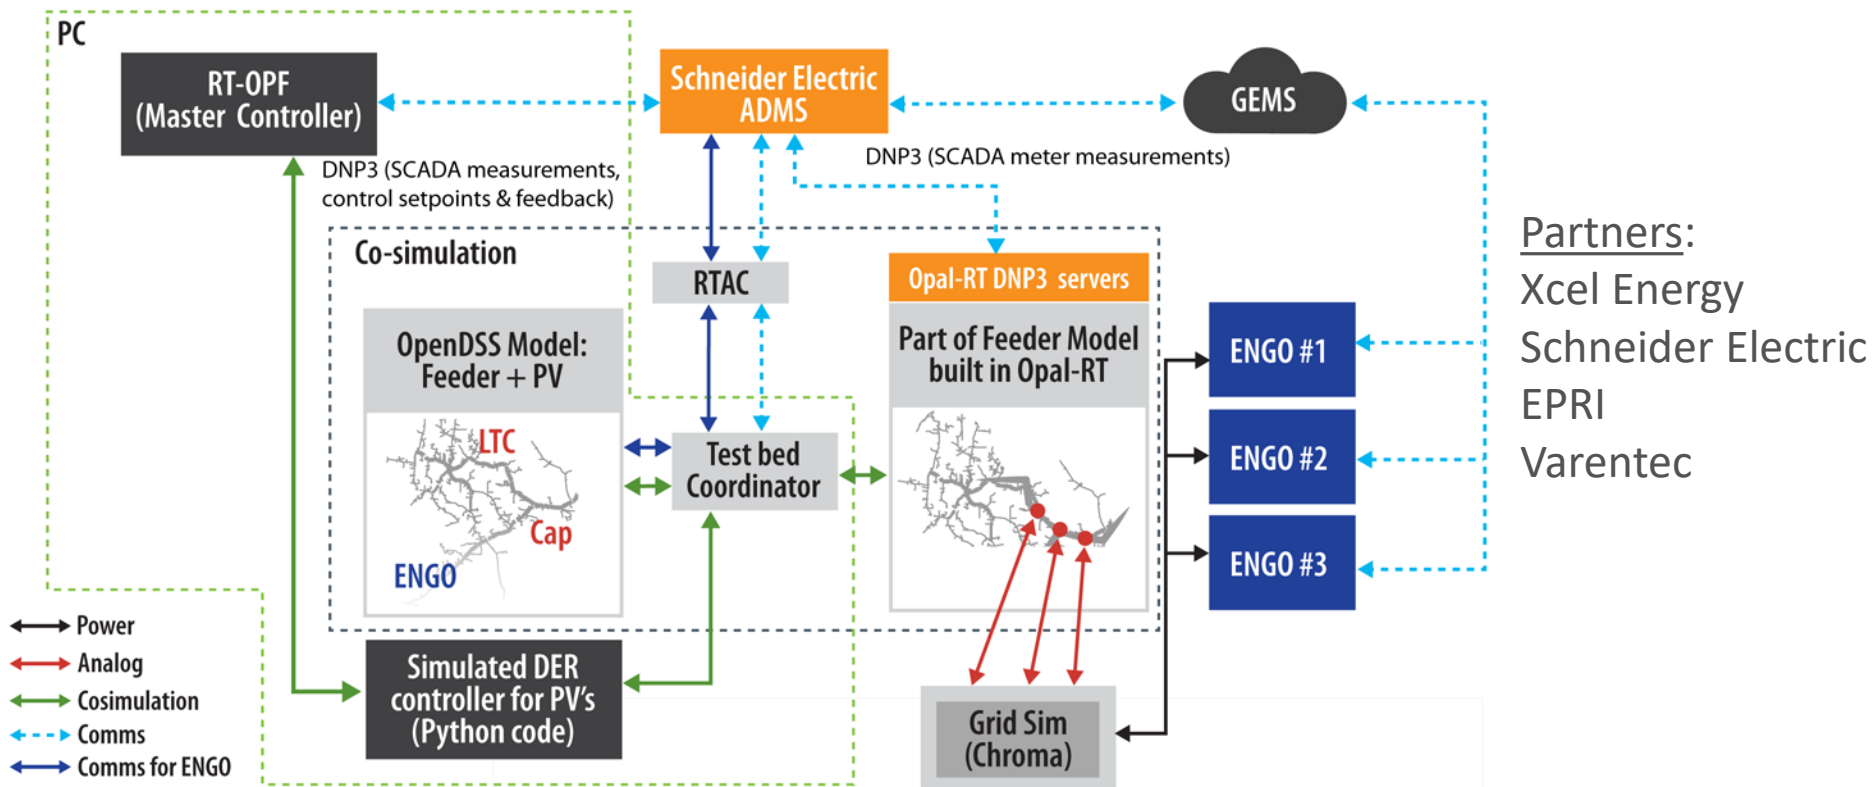 PC
RT-OPF
(Master Controller)
Schneider Electric
ADMS
GEMS
DNP3 (SCADA measurements,
control setpoints & feedback)
DNP3 (SCADA meter measurements)
Co-simulation
RTAC
Opal-RT DNP3 servers
OpenDSS Model:
Feeder + PV
LTC
Cap
ENGO
Test bed
Coordinator
Part of Feeder Model
built in Opal-RT
ENGO #1
ENGO #2
ENGO #3
Partners:
Xcel Energy
Schneider Electric
EPRI
Varentec
Simulated DER
controller for PV's
(Python code)
Grid Sim
(Chroma)
Power
Analog
Cosimulation
Comms
Comms for ENGO